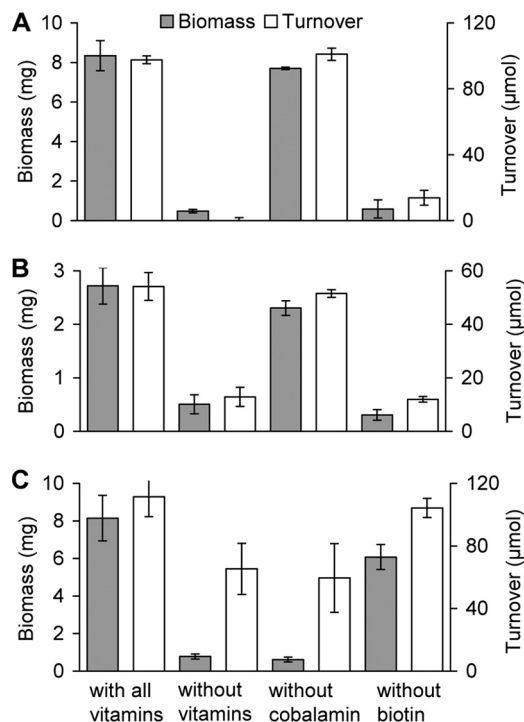 A
Biomass
Turnover
Biomass (mg)
10
8
6
4
2
0
120
80
40
0
Turnover (µmol)
B
Biomass (mg)
3
2
1
0
60
40
20
0
Turnover (µmol)
C
Biomass (mg)
10
8
6
4
2
0
120
80
40
0
Turnover (µmol)
with all
vitamins
without
vitamins
without
cobalamin
without
biotin